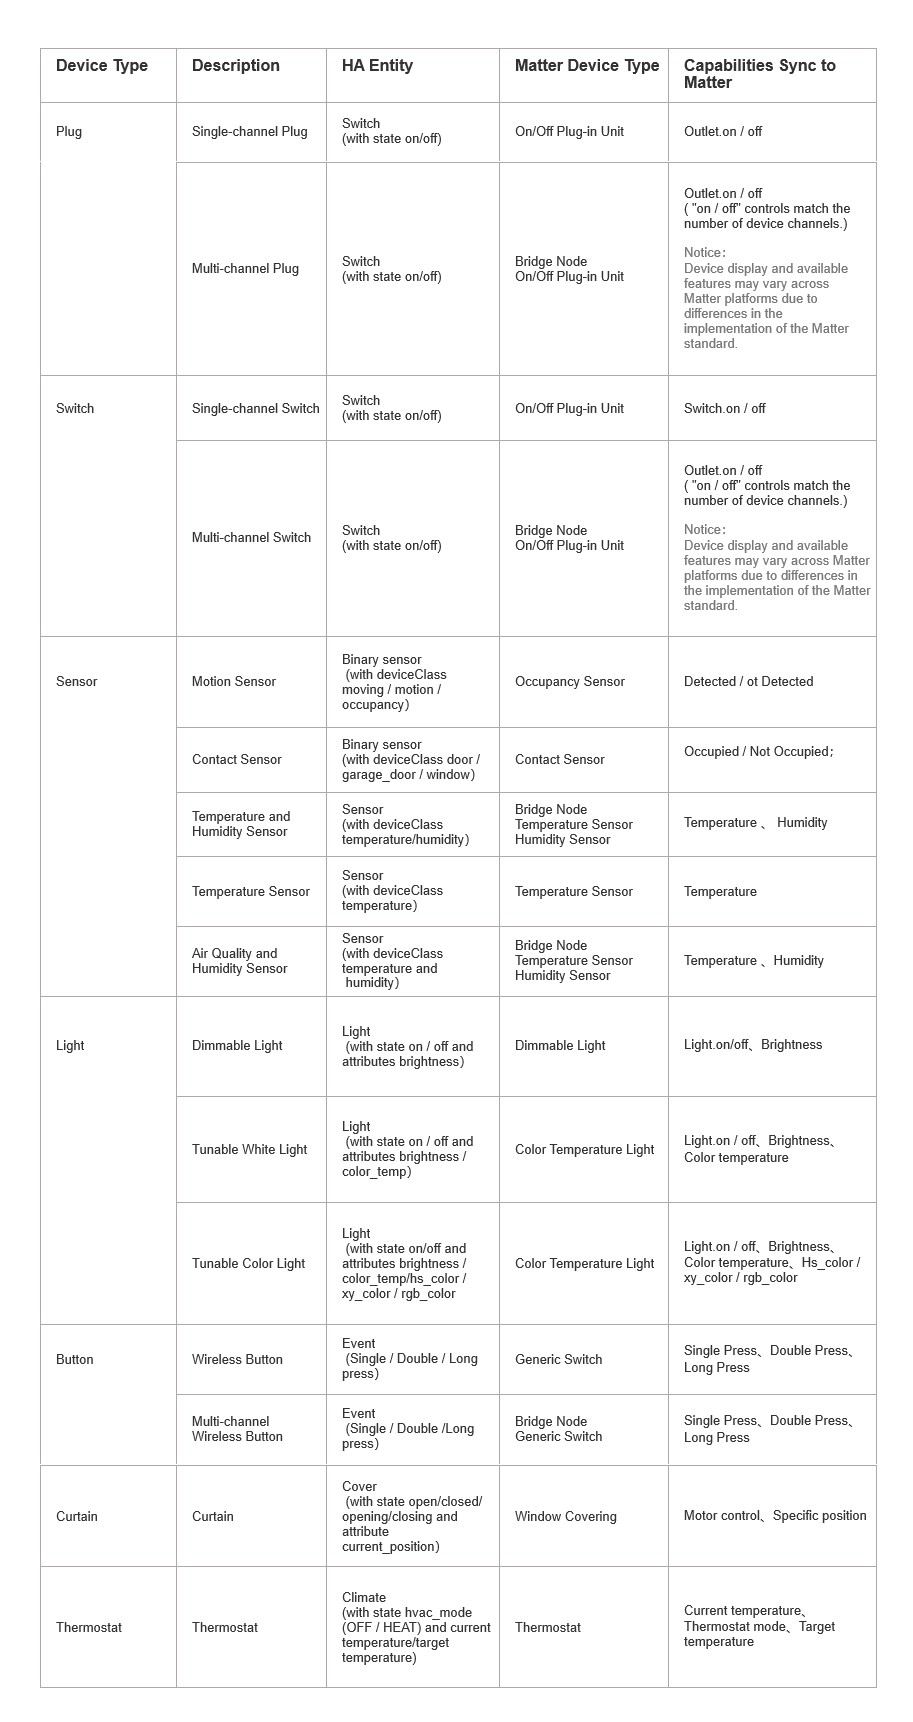 Device Type
Description
HA Entity
Matter Device Type
Capabilities Sync to
Matter
Plug
Single-channel Plug
Switch
(with state on/off)
On/Off Plug-in Unit
Outlet.on / off
Multi-channel Plug
Switch
(with state on/off)
Bridge Node
On/Off Plug-in Unit
Outlet.on / off
( "on / off" controls match the
number of device channels.)
Notice：
Device display and available
features may vary across
Matter platforms due to
differences in the
implementation of the Matter
standard.
Switch
Single-channel Switch
Switch
(with state on/off)
On/Off Plug-in Unit
Switch.on / off
Multi-channel Switch
Switch
(with state on/off)
Bridge Node
On/Off Plug-in Unit
Outlet.on / off
( "on / off" controls match the
number of device channels.)
Notice：
Device display and available
features may vary across Matter
platforms due to differences in
the implementation of the Matter
standard.
Sensor
Motion Sensor
Binary sensor
(with deviceClass
moving / motion /
occupancy）
Occupancy Sensor
Detected / ot Detected
Contact Sensor
Binary sensor
(with deviceClass door /
garage_door / window）
Contact Sensor
Occupied / Not Occupied；
Temperature and
Humidity Sensor
Sensor
(with deviceClass
temperature/humidity）
Bridge Node
Temperature Sensor
Humidity Sensor
Temperature 、 Humidity
Temperature Sensor
Sensor
(with deviceClass
temperature）
Temperature Sensor
Temperature
Air Quality and
Humidity Sensor
Sensor
(with deviceClass
temperature and
humidity）
Bridge Node
Temperature Sensor
Humidity Sensor
Temperature 、Humidity
Light
Dimmable Light
Light
(with state on / off and
attributes brightness）
Dimmable Light
Light.on/off、Brightness
Tunable White Light
Light
(with state on / off and
attributes brightness /
color_temp）
Color Temperature Light
Light.on / off、Brightness、
Color temperature
Tunable Color Light
Light
(with state on/off and
attributes brightness /
color_temp/hs_color /
xy_color / rgb_color
Color Temperature Light
Light.on / off、Brightness、
Color temperature、Hs_color /
xy_color / rgb_color
Button
Wireless Button
Event
(Single / Double / Long
press）
Generic Switch
Single Press、Double Press、
Long Press
Multi-channel
Wireless Button
Event
(Single / Double /Long
press）
Bridge Node
Generic Switch
Single Press、Double Press、
Long Press
Curtain
Curtain
Cover
(with state open/closed/
opening/closing and
attribute
current_position）
Window Covering
Motor control、Specific position
Thermostat
Thermostat
Climate
(with state hvac_mode
(OFF / HEAT) and current
temperature/target
temperature)
Thermostat
Current temperature、
Thermostat mode、Target
temperature